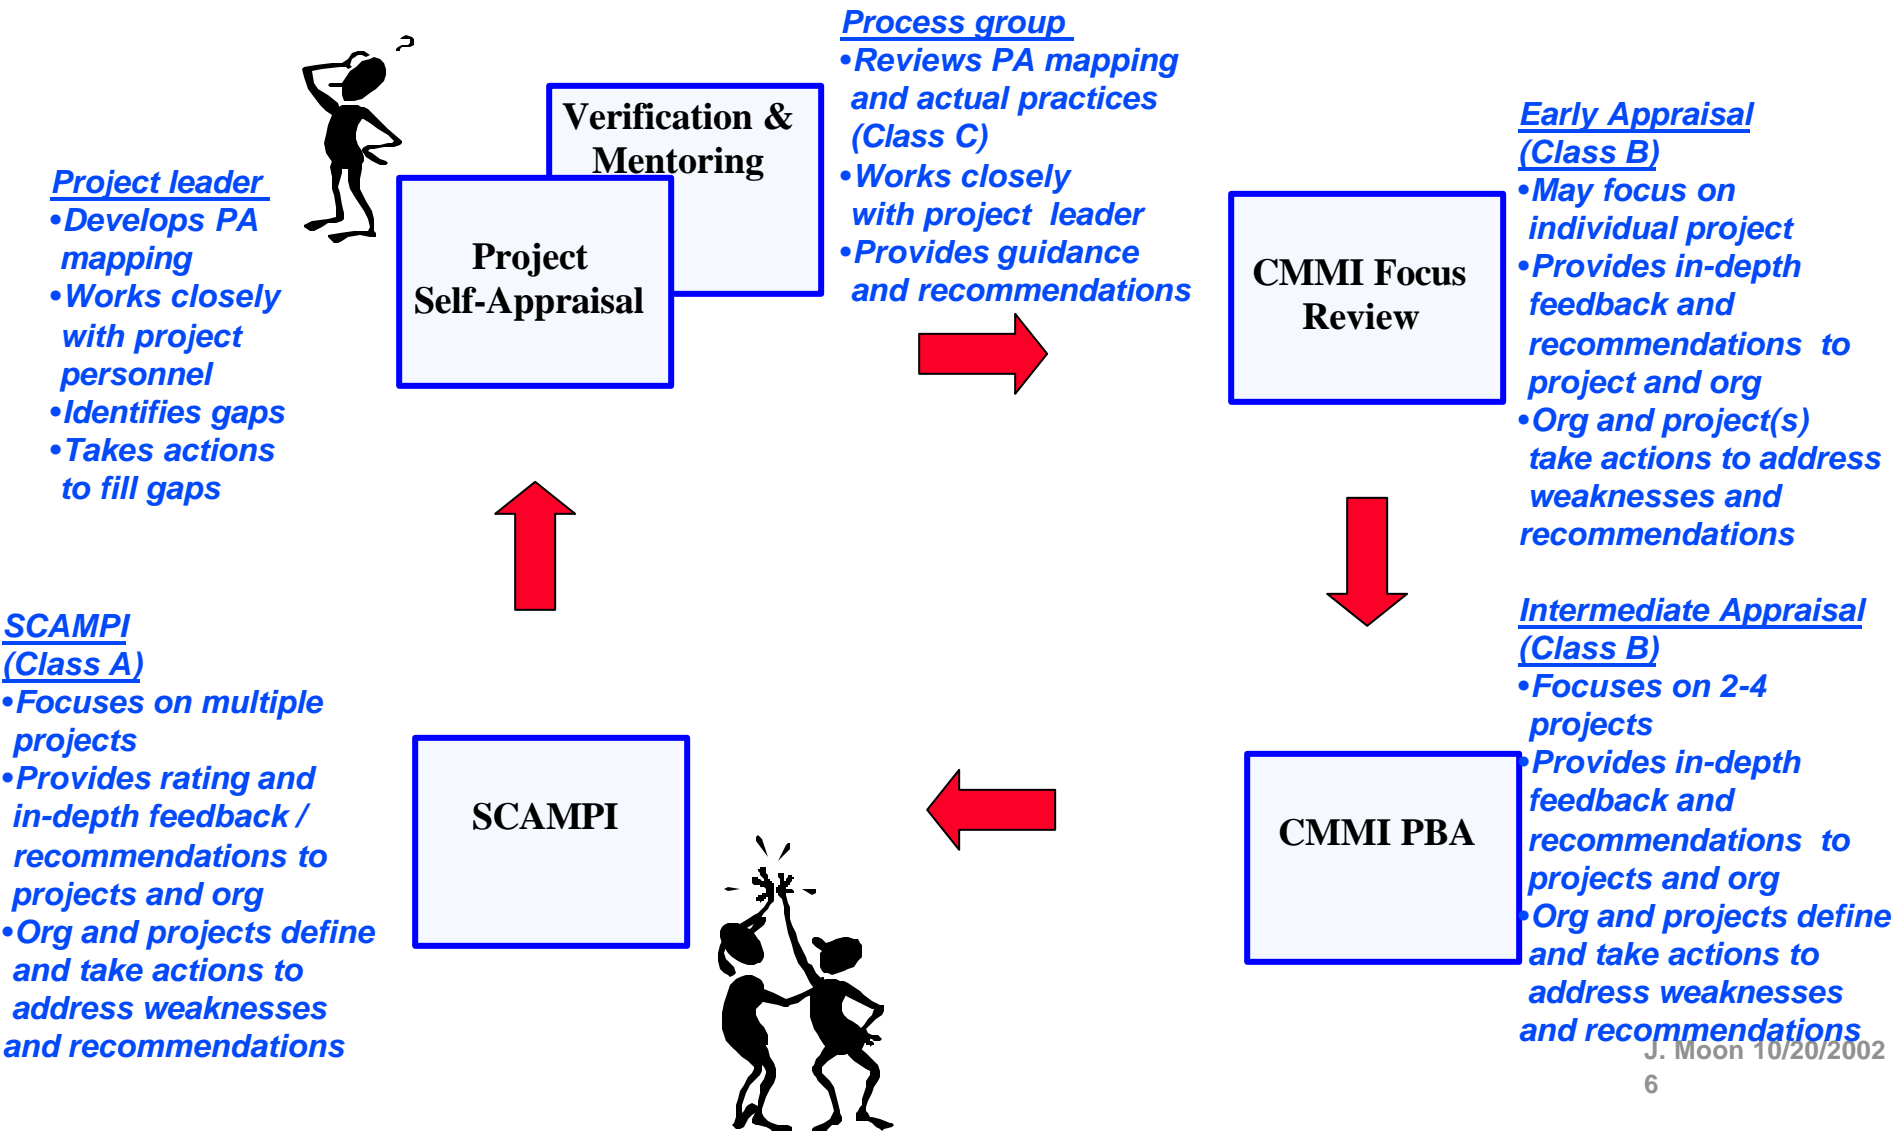 Process group
•Reviews PA mapping
and actual practices
(Class C)
•Works closely
with project leader
•Provides guidance
and recommendations
Verification &
Mentoring
Project leader
•Develops PA
mapping
•Works closely
with project
personnel
•Identifies gaps
•Takes actions
to fill gaps
Project
Self-Appraisal
CMMI Focus
Review
Early Appraisal
(Class B)
•May focus on
individual project
•Provides in-depth
feedback and
recommendations to
project and org
•Org and project(s)
take actions to address
weaknesses and
recommendations
SCAMPI
(Class A)
•Focuses on multiple
projects
•Provides rating and
in-depth feedback /
recommendations to
projects and org
•Org and projects define
and take actions to
address weaknesses
and recommendations
SCAMPI
CMMI PBA
Intermediate Appraisal
(Class B)
•Focuses on 2-4
projects
•Provides in-depth
feedback and
recommendations to
projects and org
•Org and projects define
and take actions to
address weaknesses
and recommendations
J. Moon 10/20/2002
6